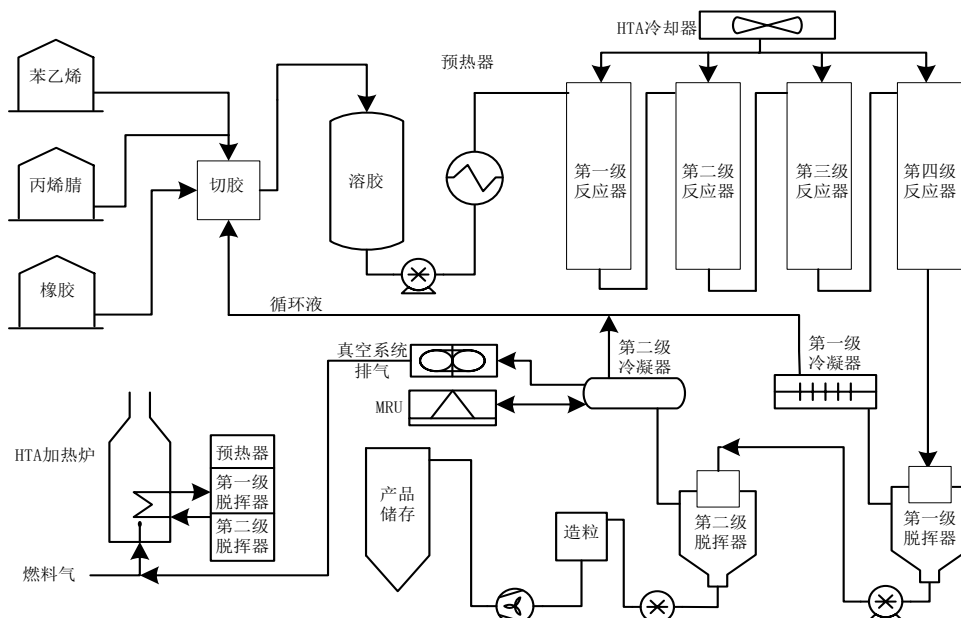 HTA冷却器
预热器
苯乙烯
丙烯腈
切胶
溶胶
第一级
反应器
第二级
反应器
第三级
反应器
第四级
反应器
橡胶
循环液
真空系统
排气
第二级
冷凝器
第一级
冷凝器
MRU
HTA加热炉
预热器
第一级
脱挥器
第二级
脱挥器
产品
储存
造粒
第二级
脱挥器
第一级
脱挥器
燃料气